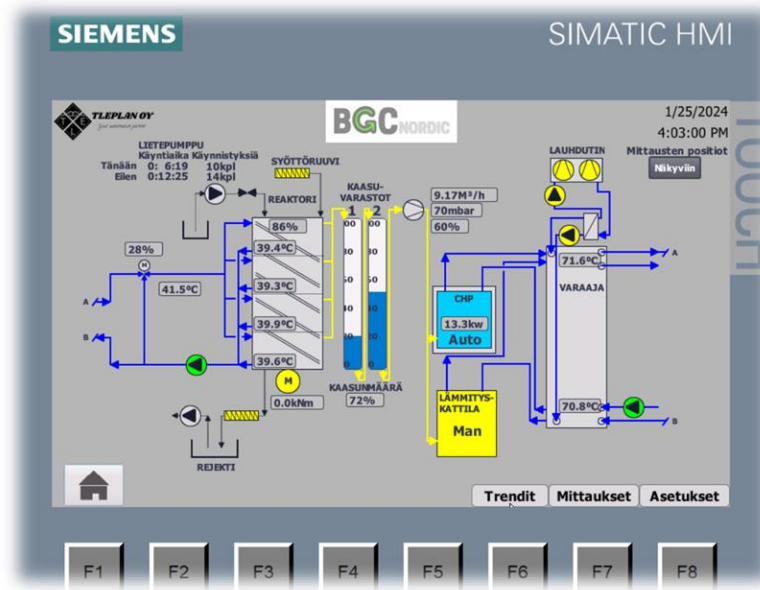 SIEMENS
SIMATIC HMI
TOUCH
TLEPLAN OY
BGC NORDIC
1/25/2024
4:03:00 PM
LIETEPUMPPU
Käyntiaika Käynnistyksiä
Tänään 0: 6:19 10kpl
Eilen 0:12:25 14kpl
SYÖTTÖRUUVI
LAUHDUTIN
Mittausten positiot
Näkyviin
REAKTORI
KAASU-
VARASTOT
1 2
9.17M³/h
70mbar
60%
86%
28%
39.4ºC
71.6ºC
A
M
41.5ºC
39.3ºC
VARAAJA
A
CHP
13.3kw
Auto
39.9ºC
B
39.6ºC
M
0.0kNm
KAASUNMÄÄRÄ
72%
LÄMMITYS-
KATTILA
Man
70.8ºC
B
REJEKTI
Trendit Mittaukset Asetukset
F1 F2 F3 F4 F5 F6 F7 F8